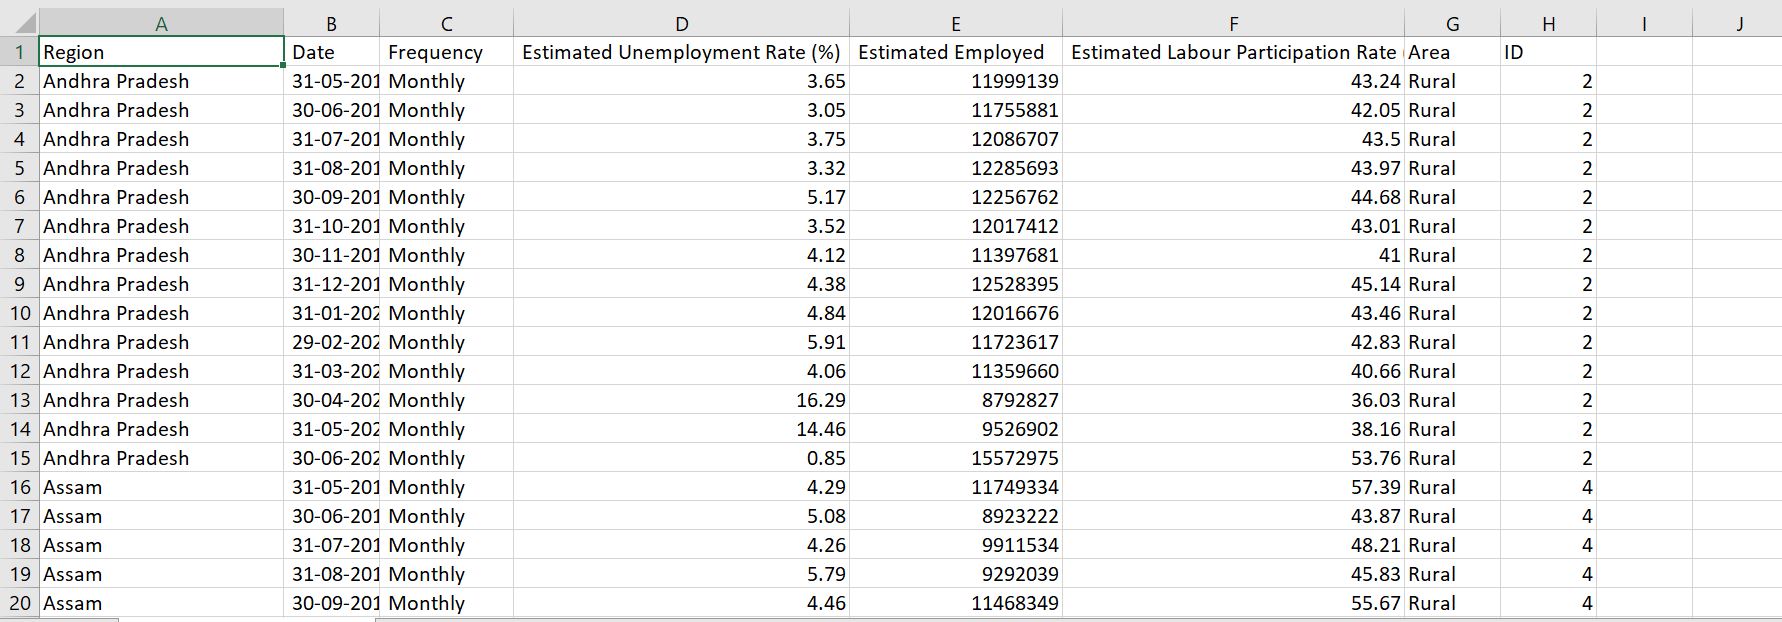 A B C D E F G H I J
1 Region Date Frequency Estimated Unemployment Rate (%) Estimated Employed Estimated Labour Participation Rate ( Area ID
2 Andhra Pradesh 31-05-201 Monthly 3.65 11999139 43.24 Rural 2
3 Andhra Pradesh 30-06-201 Monthly 3.05 11755881 42.05 Rural 2
4 Andhra Pradesh 31-07-201 Monthly 3.75 12086707 43.5 Rural 2
5 Andhra Pradesh 31-08-201 Monthly 3.32 12285693 43.97 Rural 2
6 Andhra Pradesh 30-09-201 Monthly 5.17 12256762 44.68 Rural 2
7 Andhra Pradesh 31-10-201 Monthly 3.52 12017412 43.01 Rural 2
8 Andhra Pradesh 30-11-201 Monthly 4.12 11397681 41 Rural 2
9 Andhra Pradesh 31-12-201 Monthly 4.38 12528395 45.14 Rural 2
10 Andhra Pradesh 31-01-202 Monthly 4.84 12016676 43.46 Rural 2
11 Andhra Pradesh 29-02-202 Monthly 5.91 11723617 42.83 Rural 2
12 Andhra Pradesh 31-03-202 Monthly 4.06 11359660 40.66 Rural 2
13 Andhra Pradesh 30-04-202 Monthly 16.29 8792827 36.03 Rural 2
14 Andhra Pradesh 31-05-202 Monthly 14.46 9526902 38.16 Rural 2
15 Andhra Pradesh 30-06-202 Monthly 0.85 15572975 53.76 Rural 2
16 Assam 31-05-201 Monthly 4.29 11749334 57.39 Rural 4
17 Assam 30-06-201 Monthly 5.08 8923222 43.87 Rural 4
18 Assam 31-07-201 Monthly 4.26 9911534 48.21 Rural 4
19 Assam 31-08-201 Monthly 5.79 9292039 45.83 Rural 4
20 Assam 30-09-201 Monthly 4.46 11468349 55.67 Rural 4